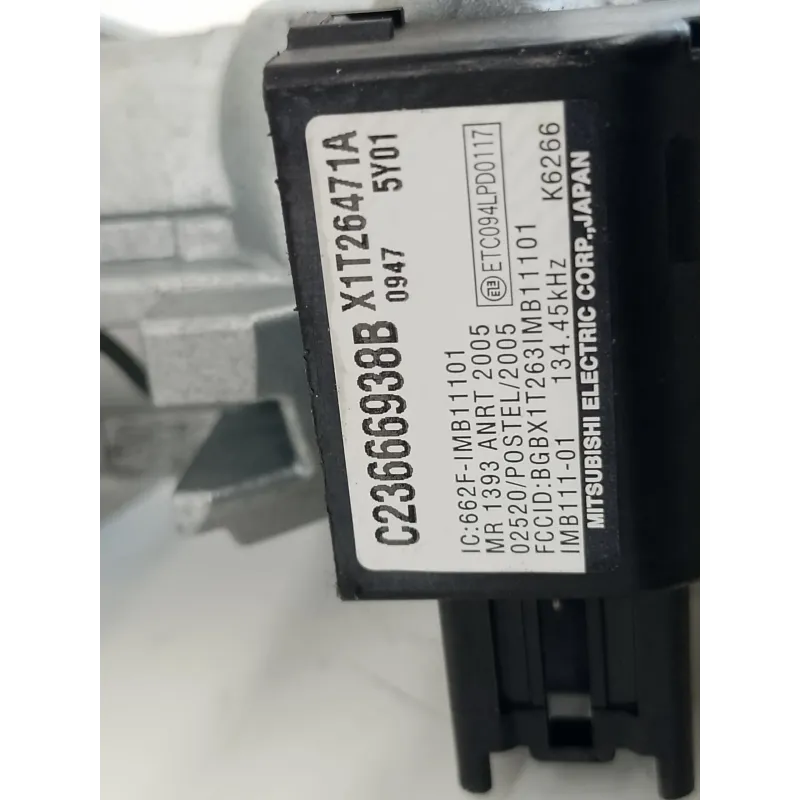 C23666938B X1T26471A
0947 5Y01
IC:662F-IMB11101
MR 1393 ANRT 2005 ETC094LPD0117
02520/POSTEL/2005
FCCID:BGBX1T263IMB11101
IMB111-01 134.45kHz K6266
MITSUBISHI ELECTRIC CORP.,JAPAN